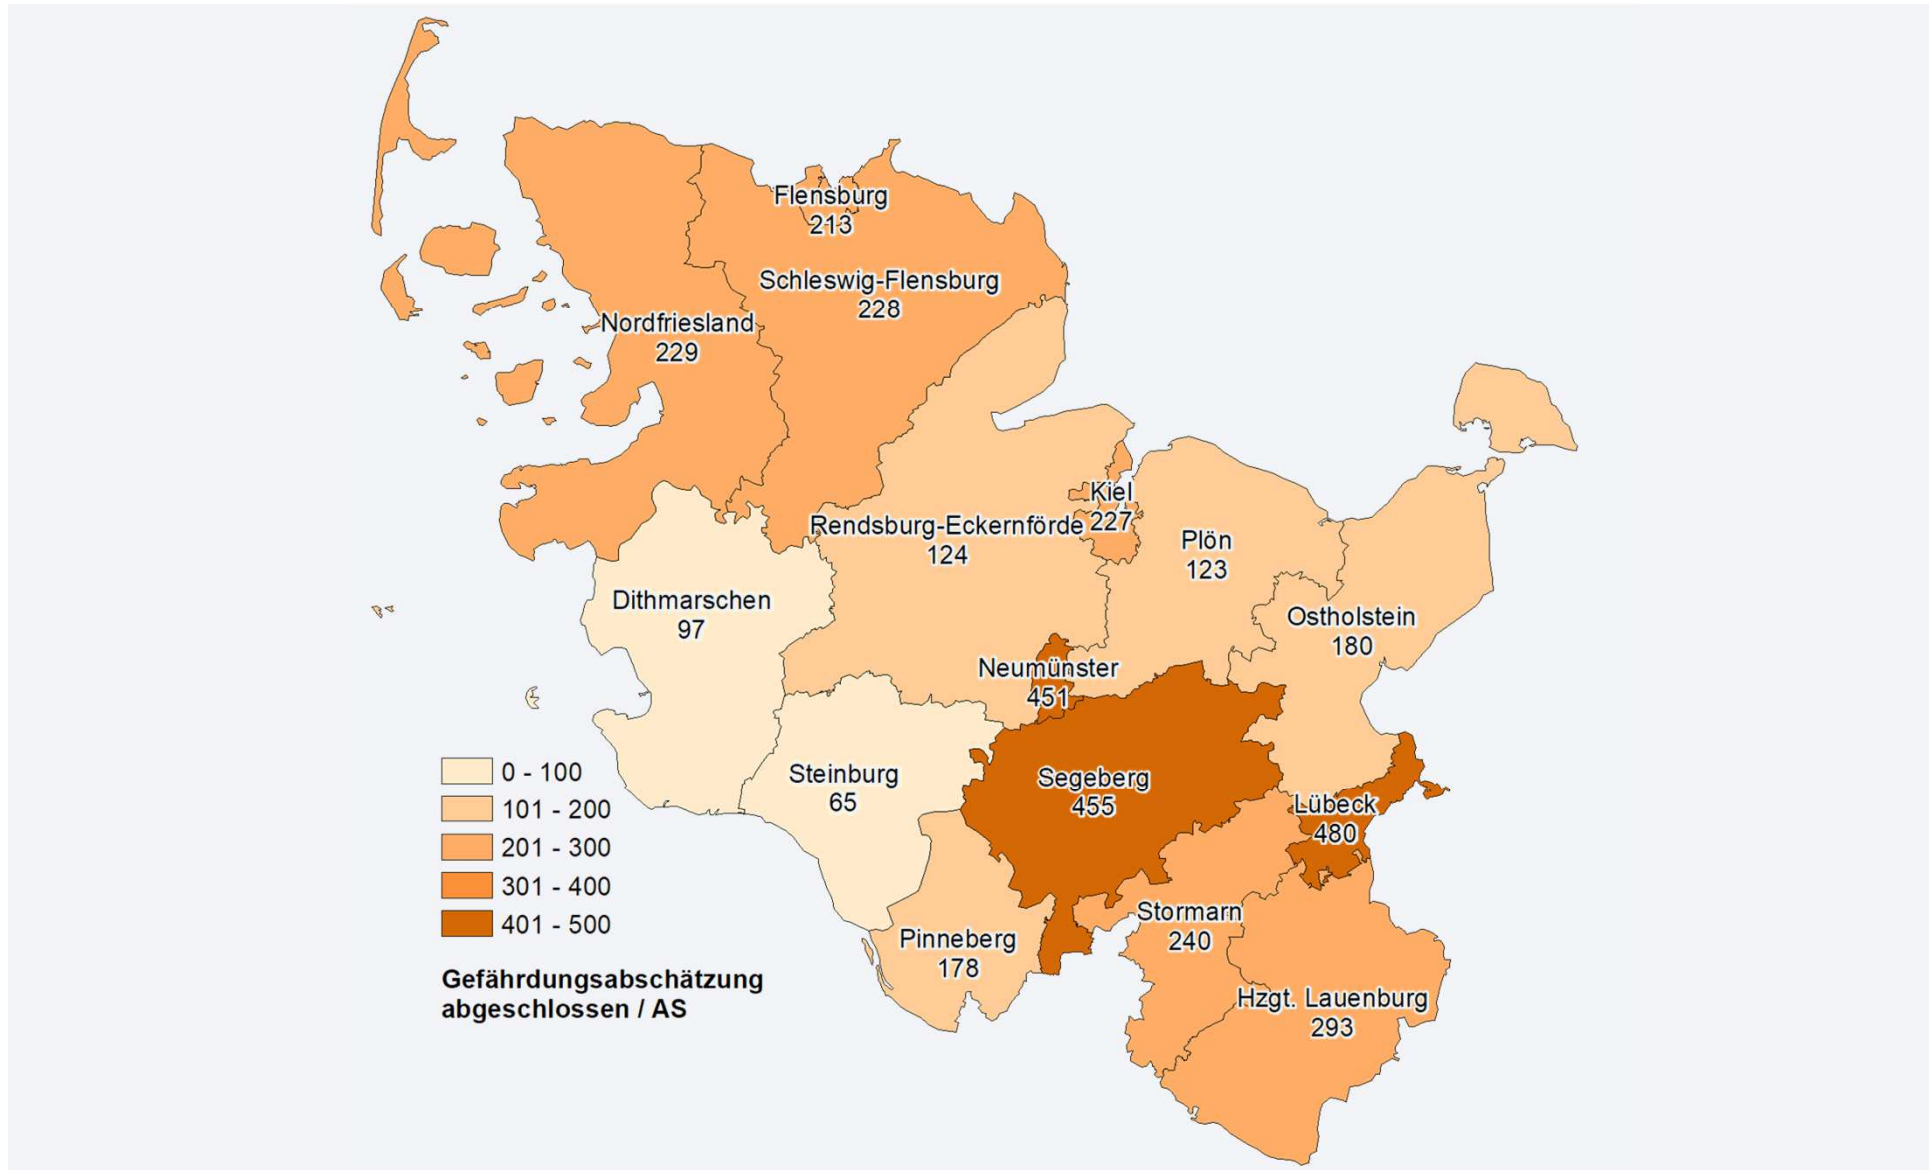 Flensburg
213
Schleswig-Flensburg
228
Nordfriesland
229
Kiel
227
Rendsburg-Eckernförde
124
Plön
123
Dithmarschen
97
Ostholstein
180
Neumünster
451
Steinburg
65
Segeberg
455
Lübeck
480
Stormarn
240
Pinneberg
178
Hzgt. Lauenburg
293
0 - 100
101 - 200
201 - 300
301 - 400
401 - 500
Gefährdungsabschätzung
abgeschlossen / AS